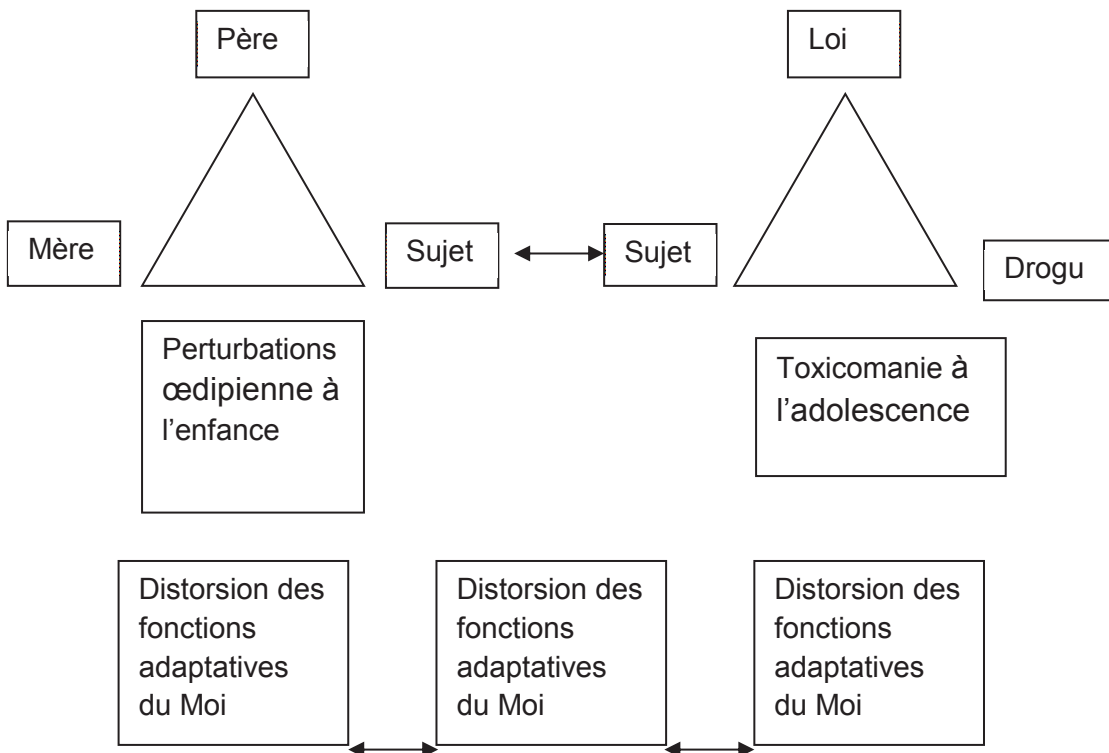 Père
Loi
Mère
Sujet
Sujet
Drogu
Perturbations
œdipienne à
l’enfance
Toxicomanie à
l’adolescence
Distorsion des
fonctions
adaptatives
du Moi
Distorsion des
fonctions
adaptatives
du Moi
Distorsion des
fonctions
adaptatives
du Moi